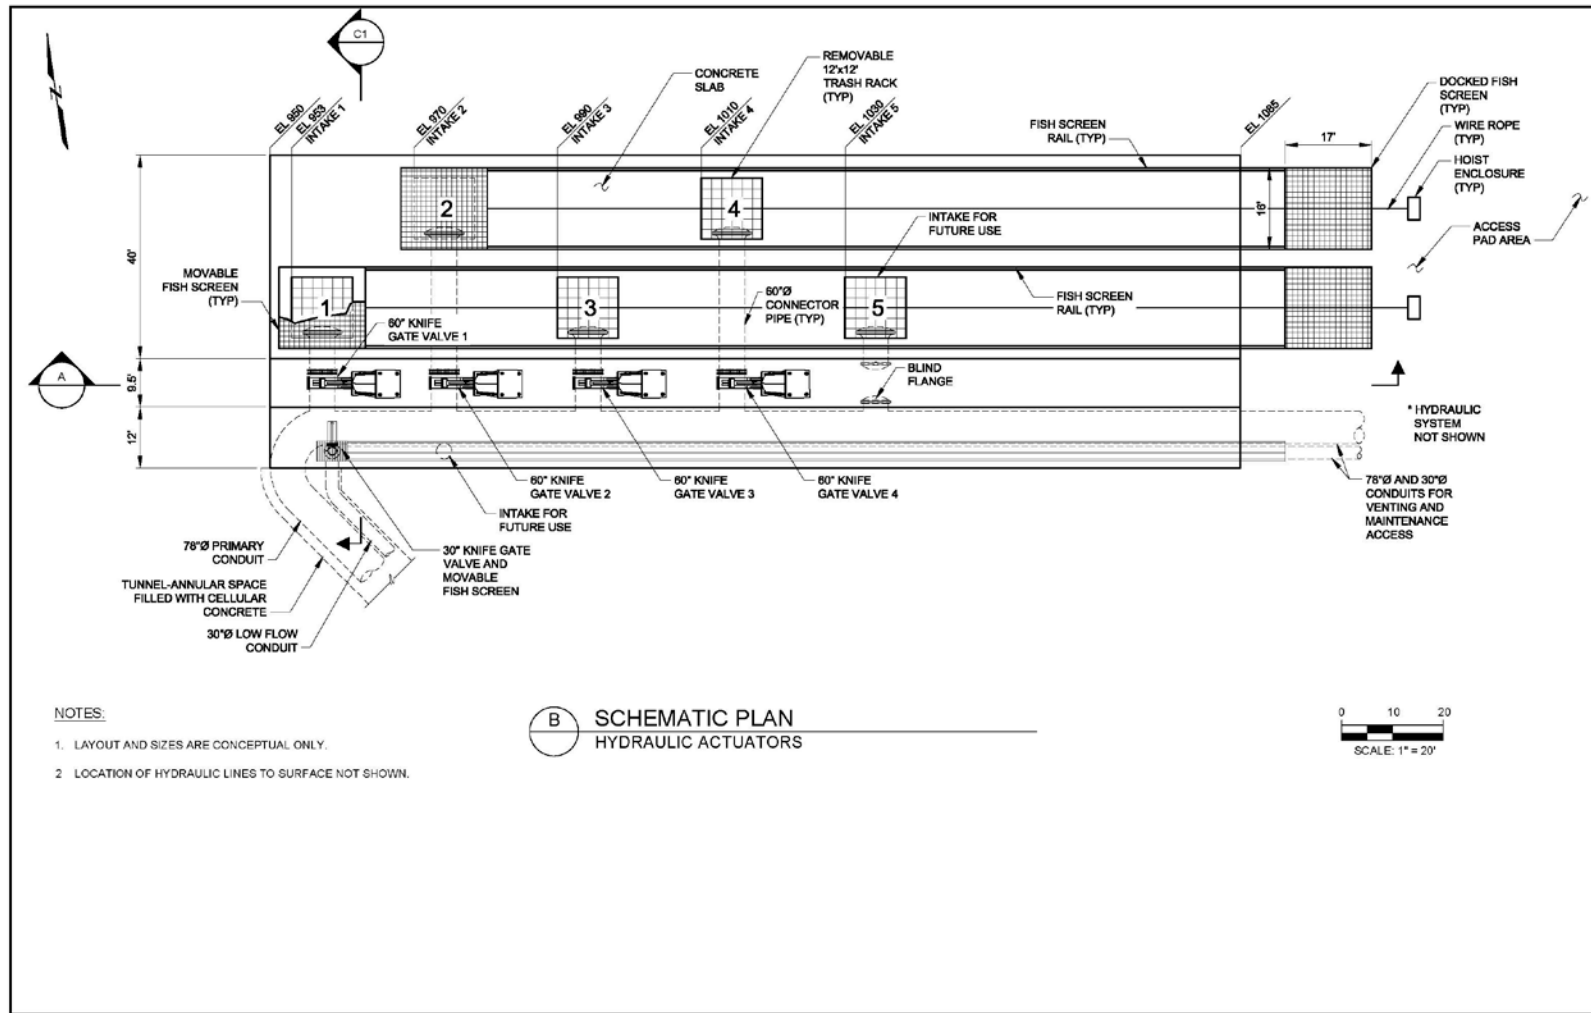 C1
CONCRETE
SLAB
REMOVABLE
12'x12'
TRASH RACK
(TYP)
DOCKED FISH
SCREEN
(TYP)
WIRE ROPE
(TYP)
HOIST
ENCLOSURE
(TYP)
ACCESS
PAD AREA
EL 950
EL 953
INTAKE 1
EL 970
INTAKE 2
EL 990
INTAKE 3
EL 1010
INTAKE 4
EL 1030
INTAKE 5
EL 1085
FISH SCREEN
RAIL (TYP)
17'
16'
2
4
INTAKE FOR
FUTURE USE
40'
MOVABLE
FISH SCREEN
(TYP)
1
3
5
60"Ø
CONNECTOR
PIPE (TYP)
FISH SCREEN
RAIL (TYP)
60" KNIFE
GATE VALVE 1
A
9.5'
BLIND
FLANGE
12'
* HYDRAULIC
SYSTEM
NOT SHOWN
60" KNIFE
GATE VALVE 2
60" KNIFE
GATE VALVE 3
60" KNIFE
GATE VALVE 4
INTAKE FOR
FUTURE USE
78"Ø AND 30"Ø
CONDUITS FOR
VENTING AND
MAINTENANCE
ACCESS
78"Ø PRIMARY
CONDUIT
30" KNIFE GATE
VALVE AND
MOVABLE
FISH SCREEN
TUNNEL-ANNULAR SPACE
FILLED WITH CELLULAR
CONCRETE
30"Ø LOW FLOW
CONDUIT
NOTES:
1. LAYOUT AND SIZES ARE CONCEPTUAL ONLY.
2 LOCATION OF HYDRAULIC LINES TO SURFACE NOT SHOWN.
B
SCHEMATIC PLAN
HYDRAULIC ACTUATORS
0 10 20
SCALE: 1" = 20'